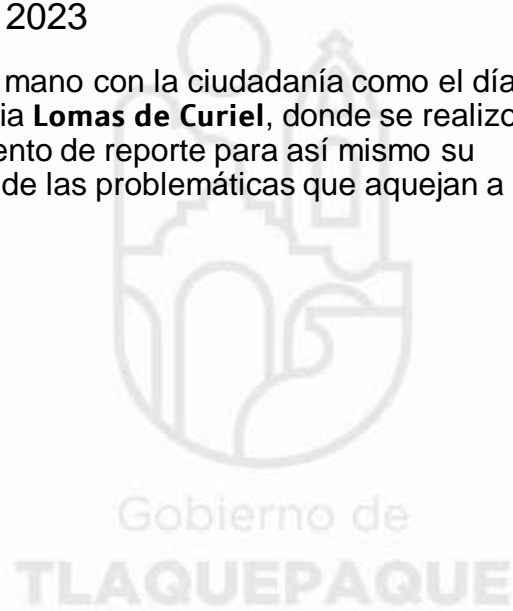 2023
mano con la ciudadanía como el día
ia Lomas de Curiel, donde se realizo
ento de reporte para así mismo su
de las problemáticas que aquejan a
Gobierno de
TLAQUEPAQUE